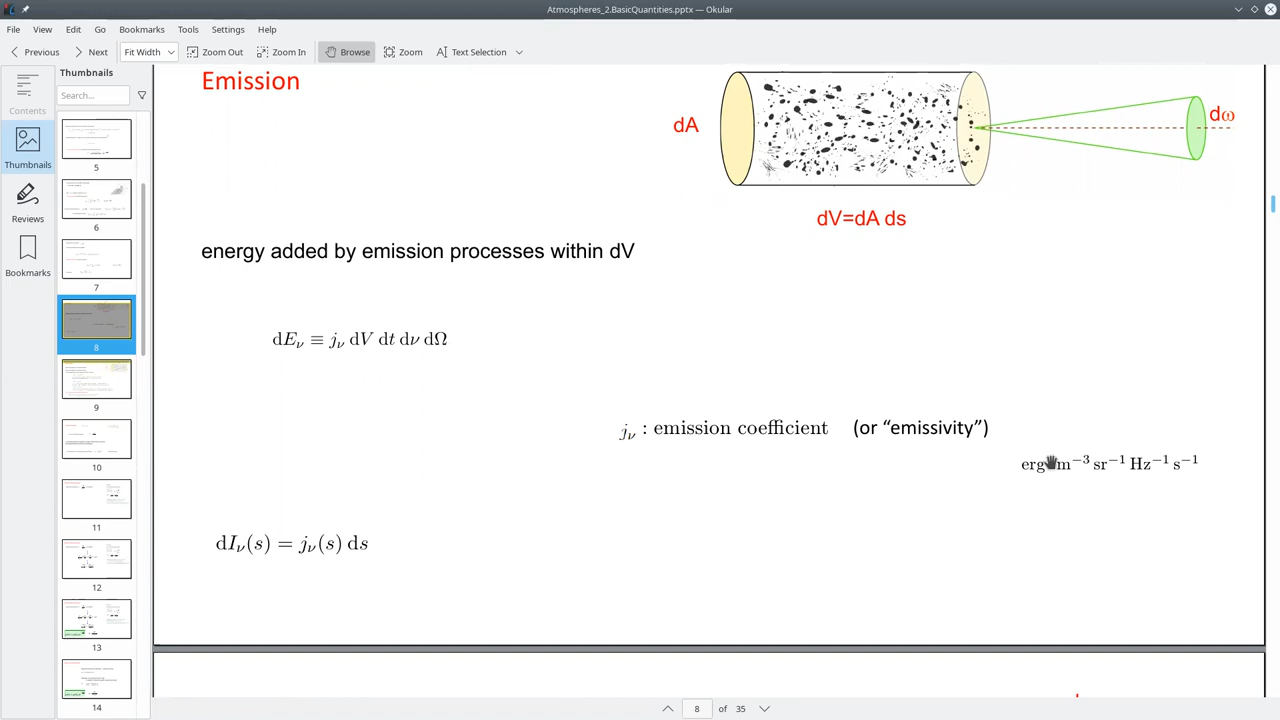 Atmospheres_2.BasicQuantities.pptx — Okular
File View Edit Go Bookmarks Tools Settings Help
Previous Next Fit Width Zoom Out Zoom In Browse Zoom Text Selection
Contents
Thumbnails
Reviews
Bookmarks
Thumbnails
Search...
5
6
7
8
9
10
11
12
13
14
Emission
dA
dω
dV=dA ds
energy added by emission processes within dV
dE_ν ≡ j_ν dV dt dν dΩ
j_ν : emission coefficient (or “emissivity”)
erg cm⁻³ sr⁻¹ Hz⁻¹ s⁻¹
dI_ν(s) = j_ν(s) ds
8 of 35